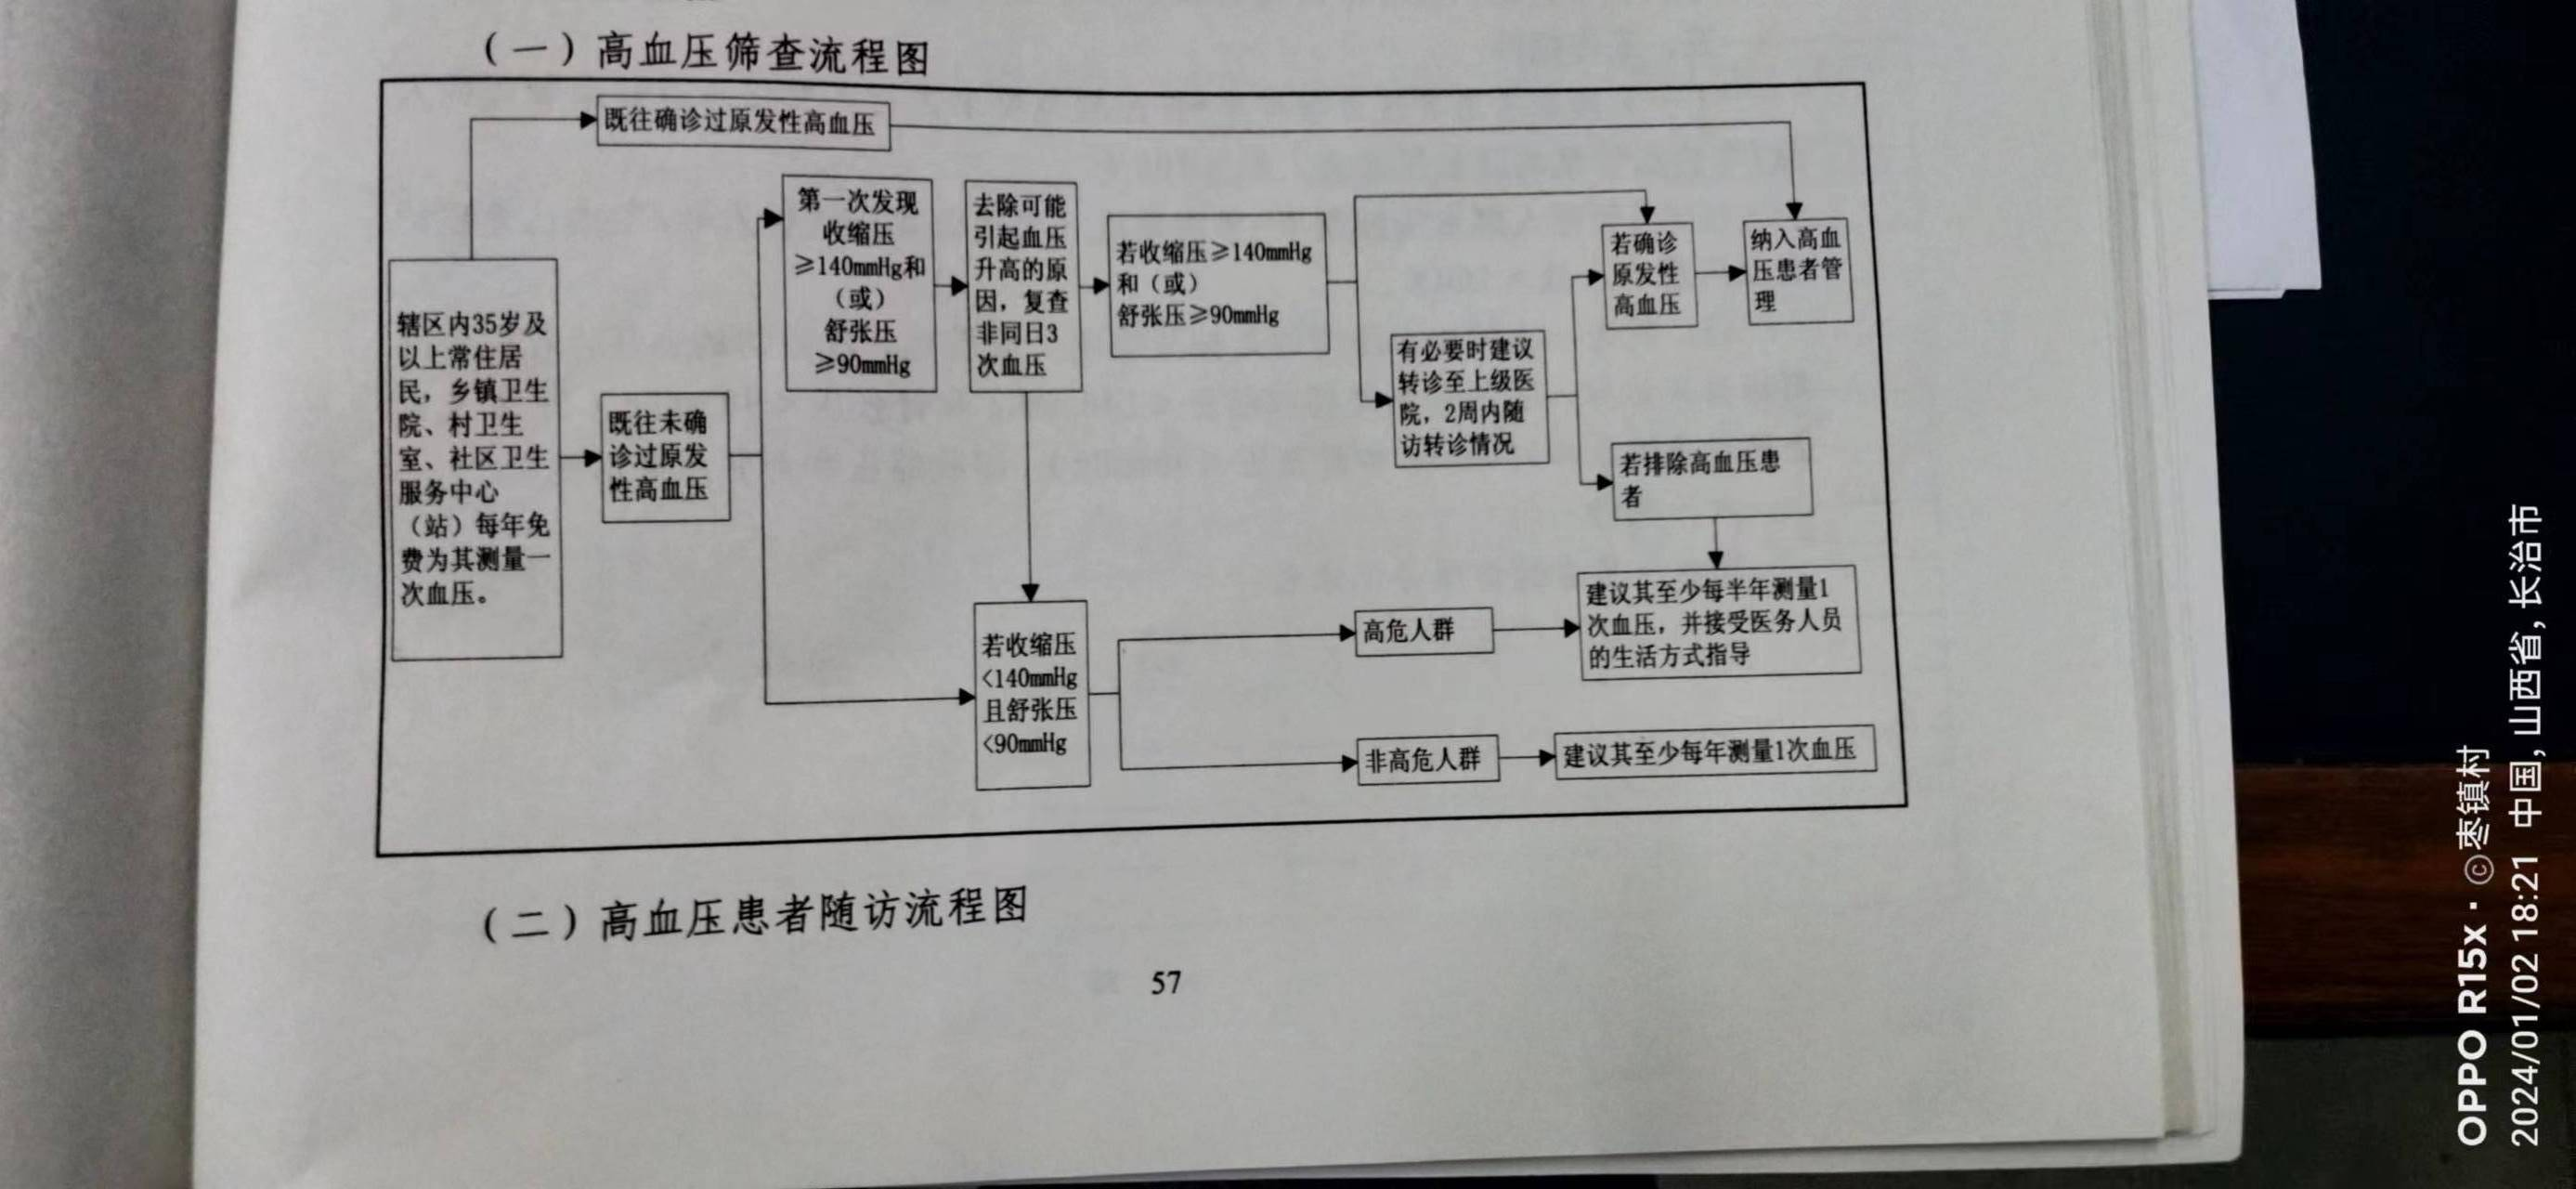 （一）高血压筛查流程图
既往确诊过原发性高血压
辖区内35岁及
以上常住居
民，乡镇卫生
院、村卫生
室、社区卫生
服务中心
（站）每年免
费为其测量一
次血压。
既往未确
诊过原发
性高血压
第一次发现
收缩压
≥140mmHg和
（或）
舒张压
≥90mmHg
去除可能
引起血压
升高的原
因，复查
非同日3
次血压
若收缩压≥140mmHg
和（或）
舒张压≥90mmHg
若确诊
原发性
高血压
纳入高血
压患者管
理
有必要时建议
转诊至上级医
院，2周内随
访转诊情况
若排除高血压患
者
若收缩压
<140mmHg
且舒张压
<90mmHg
高危人群
建议其至少每半年测量1
次血压，并接受医务人员
的生活方式指导
非高危人群
建议其至少每年测量1次血压
（二）高血压患者随访流程图
57
OPPO R15x · ©枣镇村
2024/01/02 18:21 中国, 山西省, 长治市